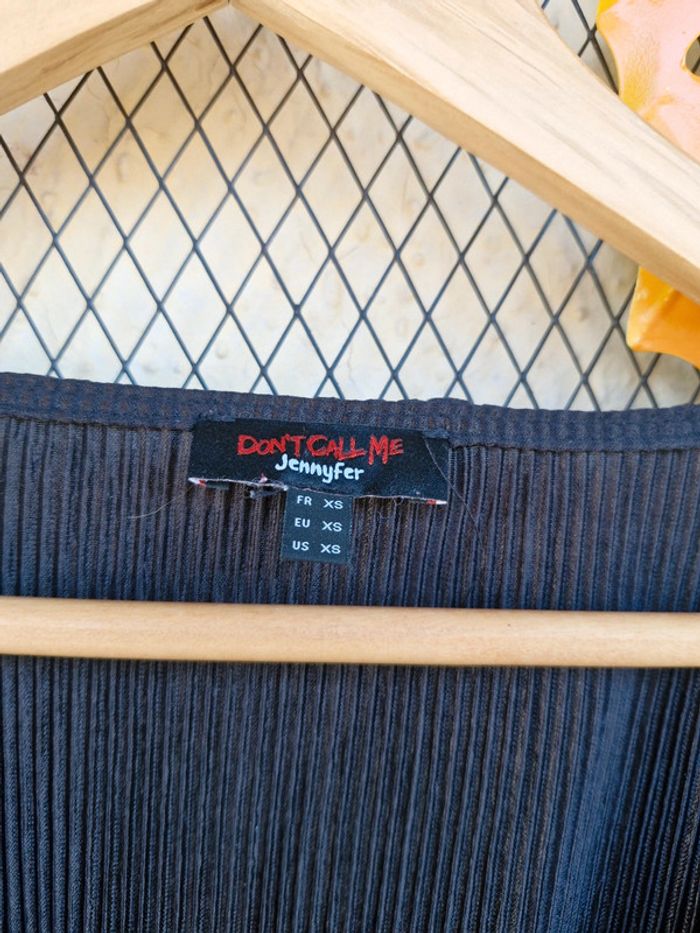 DON'T CALL ME
Jennyfer
FR XS
EU XS
US XS